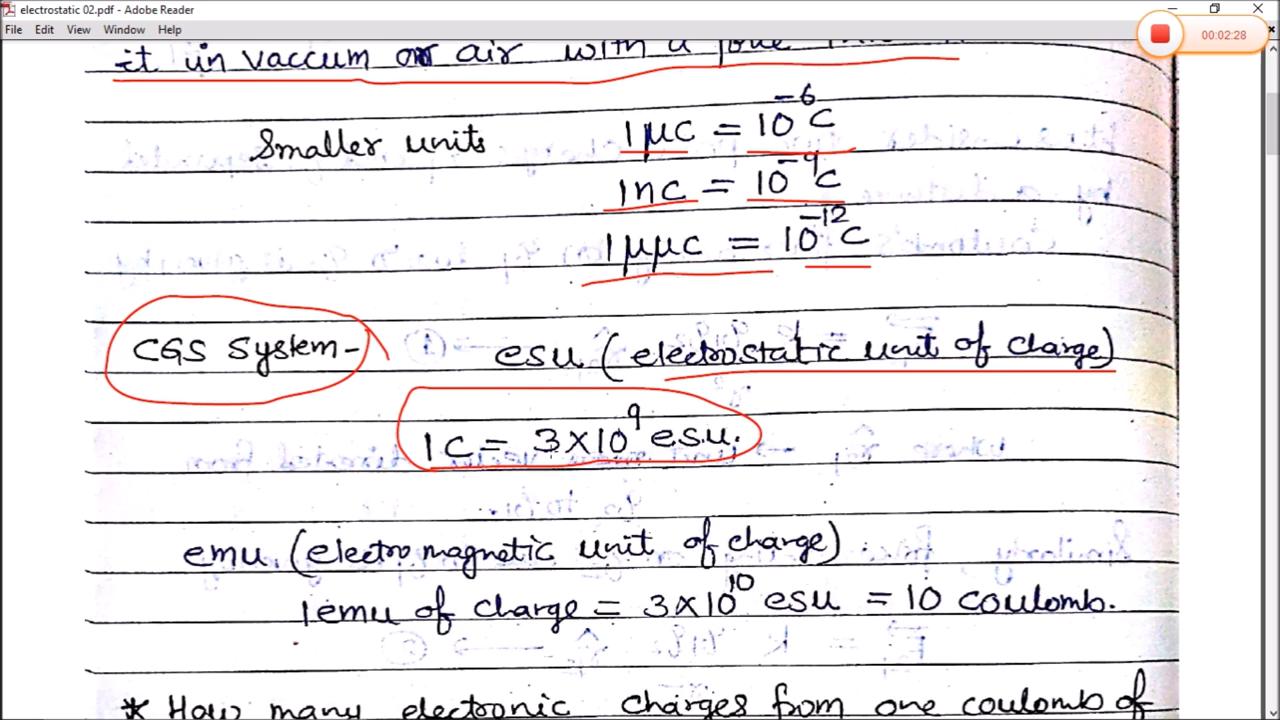 electrostatic 02.pdf - Adobe Reader
File Edit View Window Help
00:02:28
it in vaccum or air with a
Smaller units 1μc = 10⁻⁶ C
1nc = 10⁻⁹ C
1μμc = 10⁻¹² C
CGS System- esu (electrostatic unit of charge)
1C = 3×10⁹ e.s.u.
emu. (electromagnetic unit of charge)
1emu of charge = 3×10¹⁰ esu = 10 coulomb.
* How many electronic charges from one coulomb of